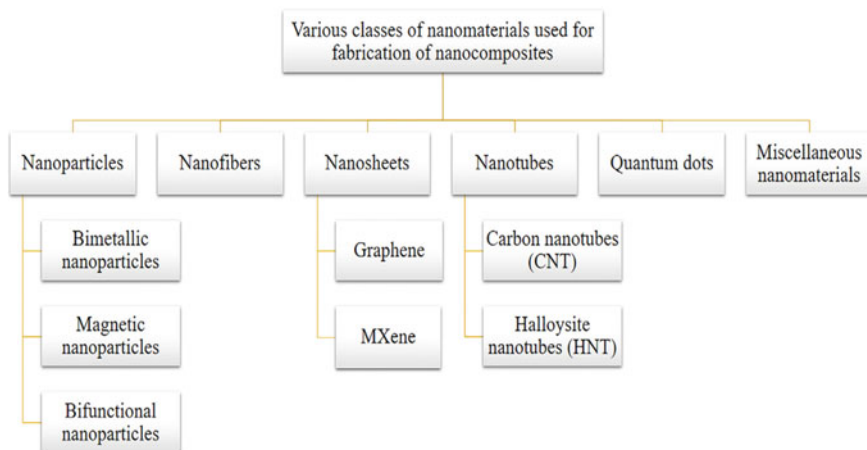 Various classes of nanomaterials used for
fabrication of nanocomposites
Nanoparticles
Nanofibers
Nanosheets
Nanotubes
Quantum dots
Miscellaneous
nanomaterials
Bimetallic
nanoparticles
Magnetic
nanoparticles
Bifunctional
nanoparticles
Graphene
MXene
Carbon nanotubes
(CNT)
Halloysite
nanotubes (HNT)